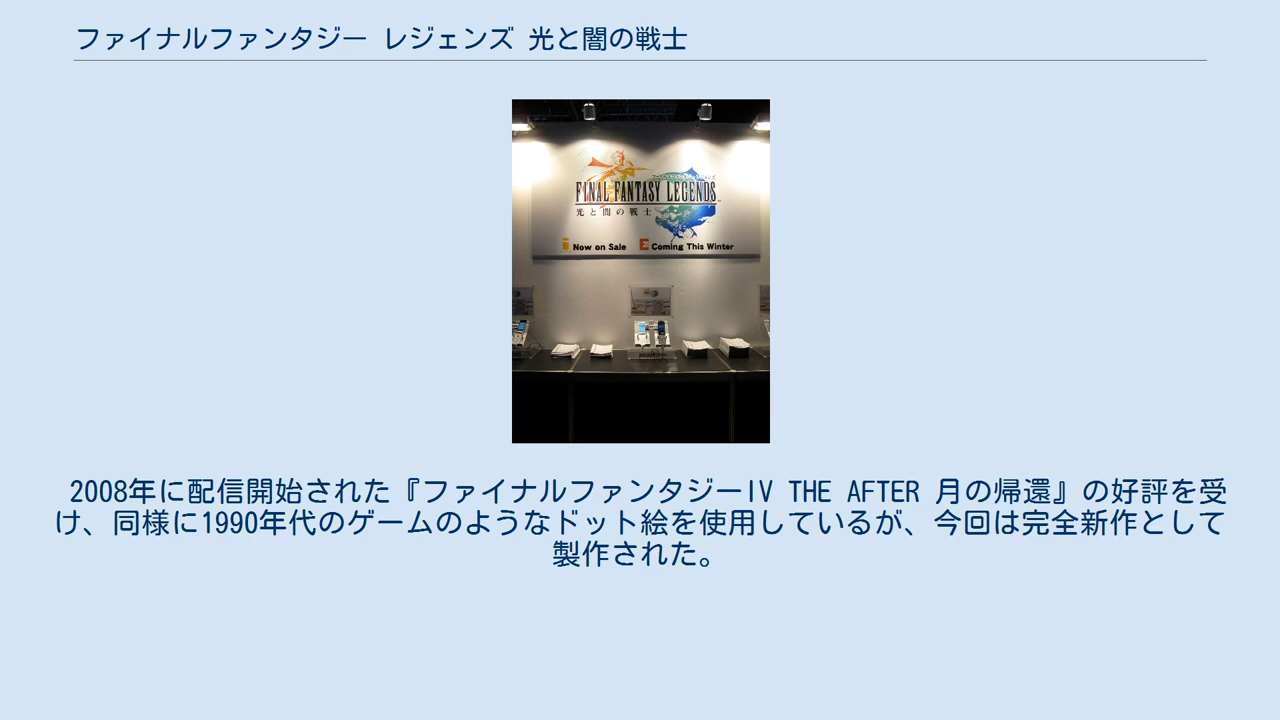 ファイナルファンタジー レジェンズ 光と闇の戦士
FINAL FANTASY LEGENDS
光と闇の戦士
i Now on Sale E Coming This Winter
2008年に配信開始された『ファイナルファンタジーIV THE AFTER 月の帰還』の好評を受
け、同様に1990年代のゲームのようなドット絵を使用しているが、今回は完全新作として
製作された。